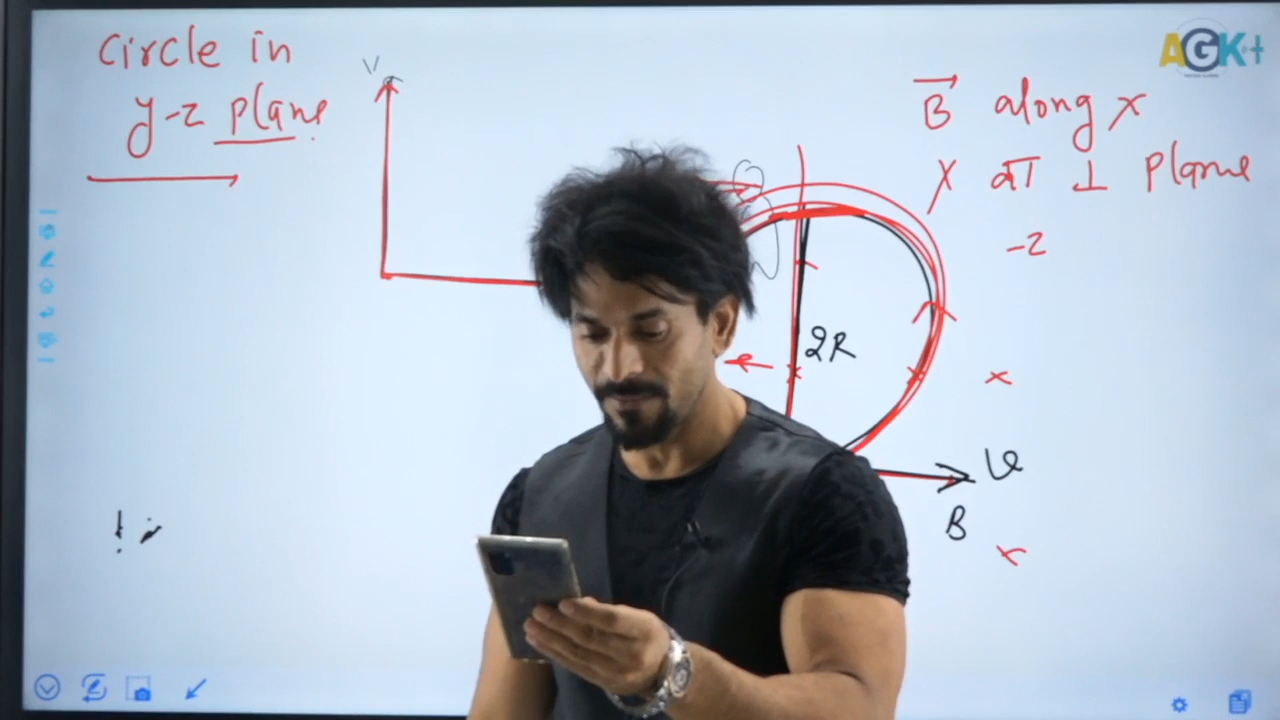 Circle in
y-z plane
B along x
x at ⊥ plane
-z
2R
B
AGK